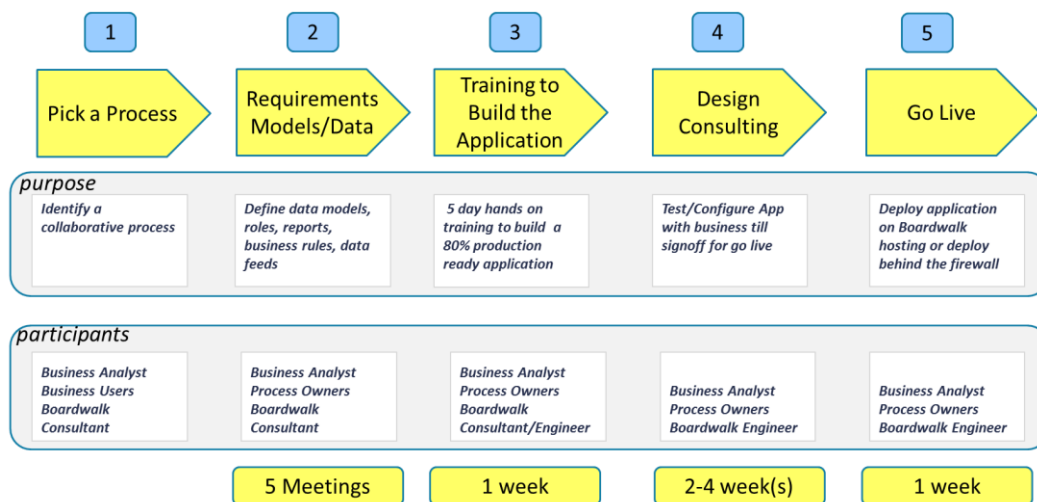 1
2
3
4
5
Pick a Process
Requirements
Models/Data
Training to
Build the
Application
Design
Consulting
Go Live
purpose
Identify a
collaborative process
Define data models,
roles, reports,
business rules, data
feeds
5 day hands on
training to build a
80% production
ready application
Test/Configure App
with business till
signoff for go live
Deploy application
on Boardwalk
hosting or deploy
behind the firewall
participants
Business Analyst
Business Users
Boardwalk
Consultant
Business Analyst
Process Owners
Boardwalk
Consultant
Business Analyst
Process Owners
Boardwalk
Consultant/Engineer
Business Analyst
Process Owners
Boardwalk Engineer
Business Analyst
Process Owners
Boardwalk Engineer
5 Meetings
1 week
2-4 week(s)
1 week